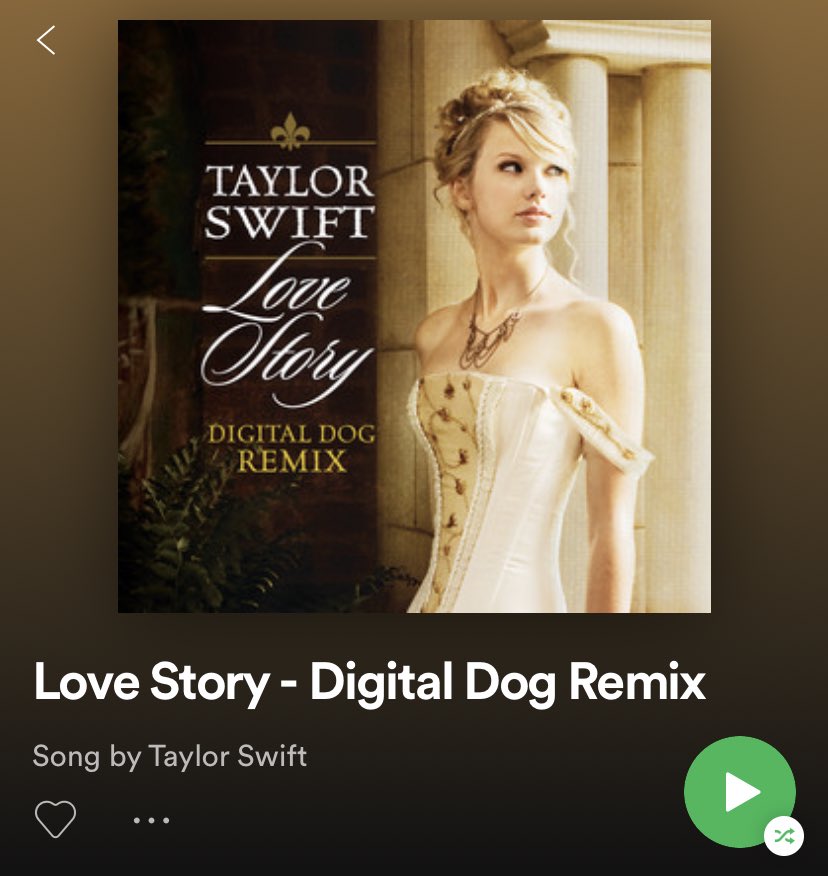 TAYLOR
SWIFT
Love
Story
DIGITAL DOG
REMIX
Love Story - Digital Dog Remix
Song by Taylor Swift